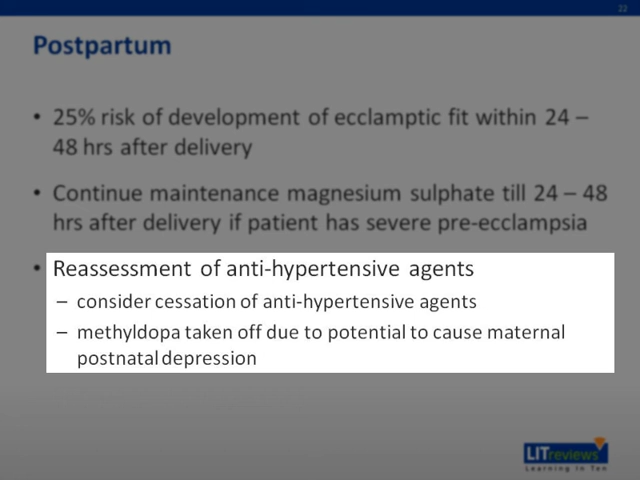 22
Postpartum
• 25% risk of development of ecclamptic fit within 24 –
48 hrs after delivery
• Continue maintenance magnesium sulphate till 24 – 48
hrs after delivery if patient has severe pre-ecclampsia
• Reassessment of anti-hypertensive agents
– consider cessation of anti-hypertensive agents
– methyldopa taken off due to potential to cause maternal
postnatal depression
LITreviews
Learning In Ten